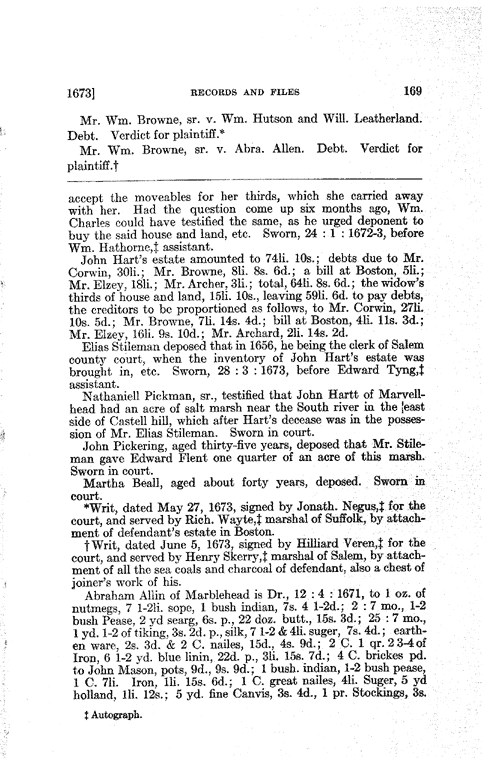 1673] RECORDS AND FILES 169
Mr. Wm. Browne, sr. v. Wm. Hutson and Will. Leatherland.
Debt. Verdict for plaintiff.*
Mr. Wm. Browne, sr. v. Abra. Allen. Debt. Verdict for
plaintiff.†
accept the moveables for her thirds, which she carried away
with her. Had the question come up six months ago, Wm.
Charles could have testified the same, as he urged deponent to
buy the said house and land, etc. Sworn, 24 : 1 : 1672-3, before
Wm. Hathorne,‡ assistant.
John Hart's estate amounted to 74li. 10s.; debts due to Mr.
Corwin, 30li.; Mr. Browne, 8li. 8s. 6d.; a bill at Boston, 5li.;
Mr. Elzey, 18li.; Mr. Archer, 3li.; total, 64li. 8s. 6d.; the widow's
thirds of house and land, 15li. 10s., leaving 59li. 6d. to pay debts,
the creditors to be proportioned as follows, to Mr. Corwin, 27li.
10s. 5d.; Mr. Browne, 7li. 14s. 4d.; bill at Boston, 4li. 11s. 3d.;
Mr. Elzey, 16li. 9s. 10d.; Mr. Archard, 2li. 14s. 2d.
Elias Stileman deposed that in 1656, he being the clerk of Salem
county court, when the inventory of John Hart's estate was
brought in, etc. Sworn, 28 : 3 : 1673, before Edward Tyng,‡
assistant.
Nathaniell Pickman, sr., testified that John Hartt of Marvell-
head had an acre of salt marsh near the South river in the east
side of Castell hill, which after Hart's decease was in the posses-
sion of Mr. Elias Stileman. Sworn in court.
John Pickering, aged thirty-five years, deposed that Mr. Stile-
man gave Edward Flent one quarter of an acre of this marsh.
Sworn in court.
Martha Beall, aged about forty years, deposed. Sworn in
court.
*Writ, dated May 27, 1673, signed by Jonath. Negus,‡ for the
court, and served by Rich. Wayte,‡ marshal of Suffolk, by attach-
ment of defendant's estate in Boston.
†Writ, dated June 5, 1673, signed by Hilliard Veren,‡ for the
court, and served by Henry Skerry,‡ marshal of Salem, by attach-
ment of all the sea coals and charcoal of defendant, also a chest of
joiner's work of his.
Abraham Allin of Marblehead is Dr., 12 : 4 : 1671, to 1 oz. of
nutmegs, 7 1-2li. sope, 1 bush indian, 7s. 4 1-2d.; 2 : 7 mo., 1-2
bush Pease, 2 yd searg, 6s. p., 22 doz. butt., 15s. 3d.; 25 : 7 mo.,
1 yd. 1-2 of tiking, 3s. 2d. p., silk, 7 1-2 & 4li. suger, 7s. 4d.; earth-
en ware, 2s. 3d. & 2 C. nailes, 15d., 4s. 9d.; 2 C. 1 qr. 2 3-4 of
Iron, 6 1-2 yd. blue linin, 22d. p., 3li. 15s. 7d.; 4 C. brickes pd.
to John Mason, pots, 9d., 9s. 9d.; 1 bush. indian, 1-2 bush pease,
1 C. 7li. Iron, 1li. 15s. 6d.; 1 C. great nailes, 4li. Suger, 5 yd
holland, 1li. 12s.; 5 yd. fine Canvis, 3s. 4d., 1 pr. Stockings, 3s.
‡ Autograph.